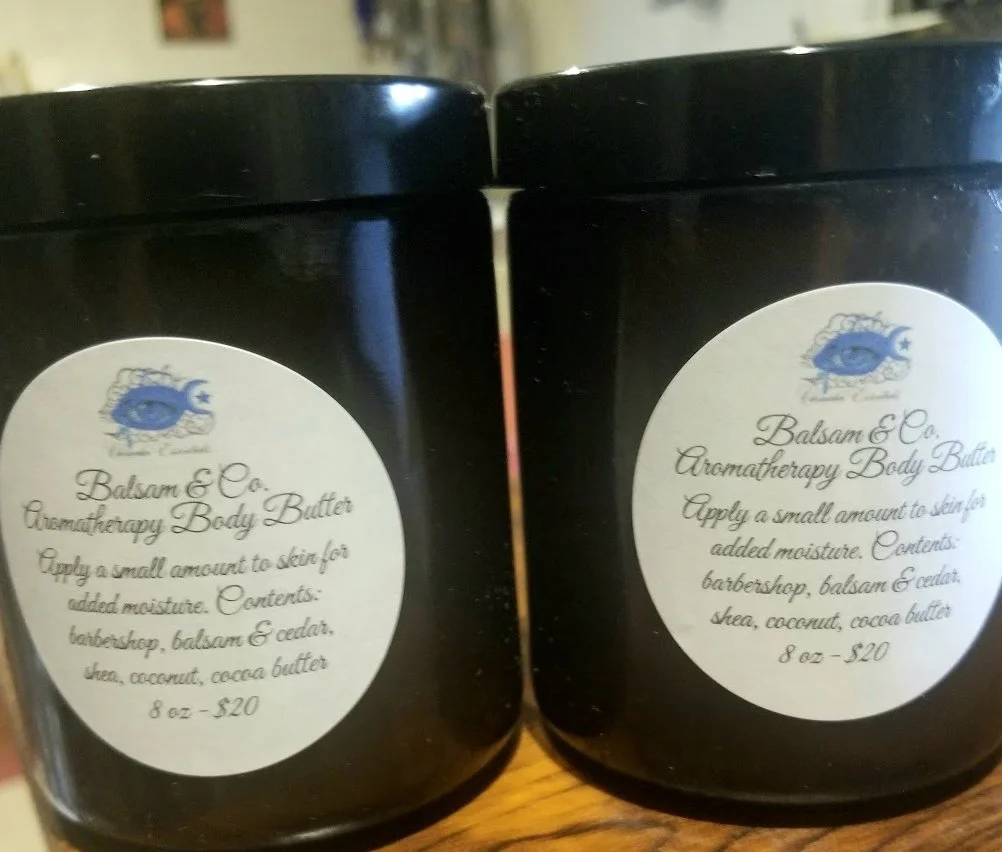 Balsam & Co.
Aromatherapy Body Butter
Apply a small amount to skin for
added moisture. Contents:
barbershop, balsam & cedar,
shea, coconut, cocoa butter
8 oz - $20
Balsam & Co.
Aromatherapy Body Butter
Apply a small amount to skin for
added moisture. Contents:
barbershop, balsam & cedar,
shea, coconut, cocoa butter
8 oz - $20